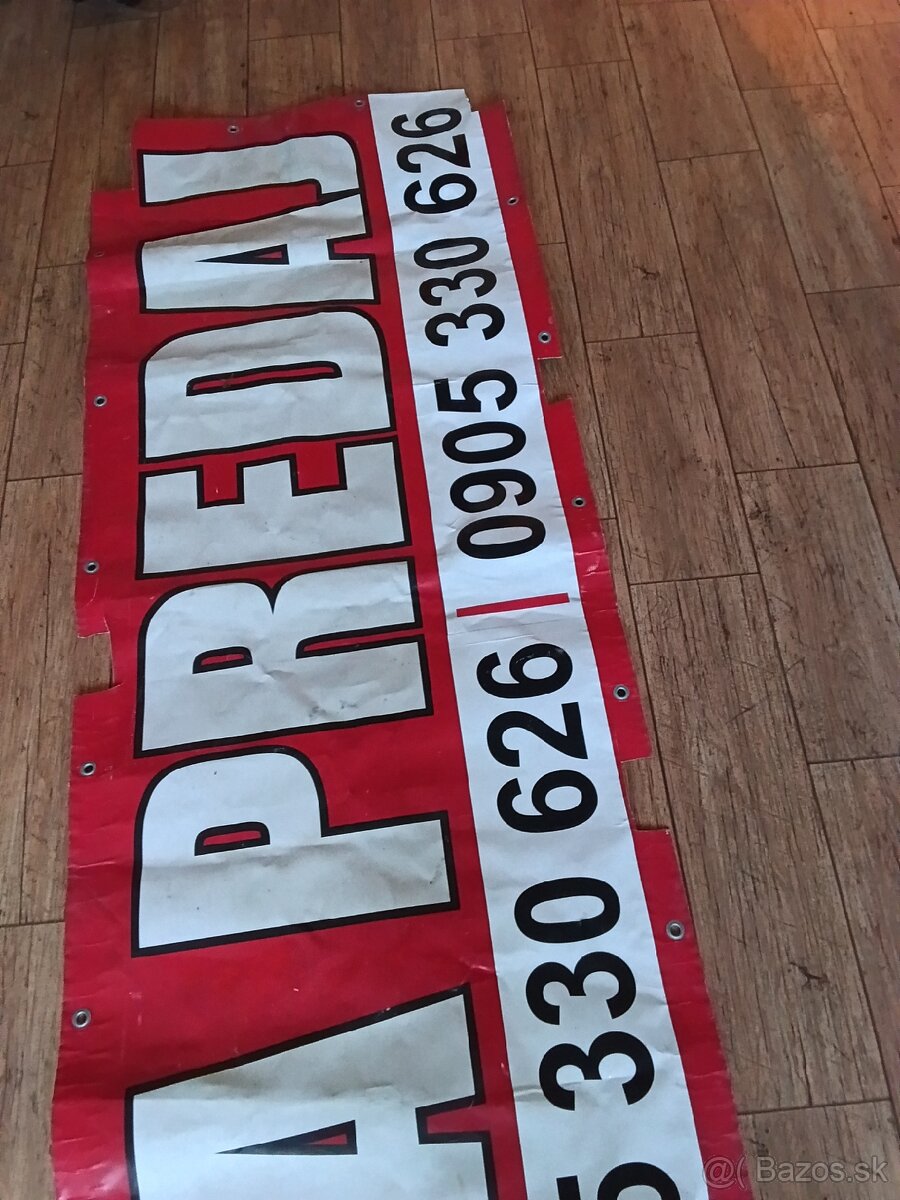 A PREDAJ
5 330 626 | 0905 330 626
@( Bazos.sk